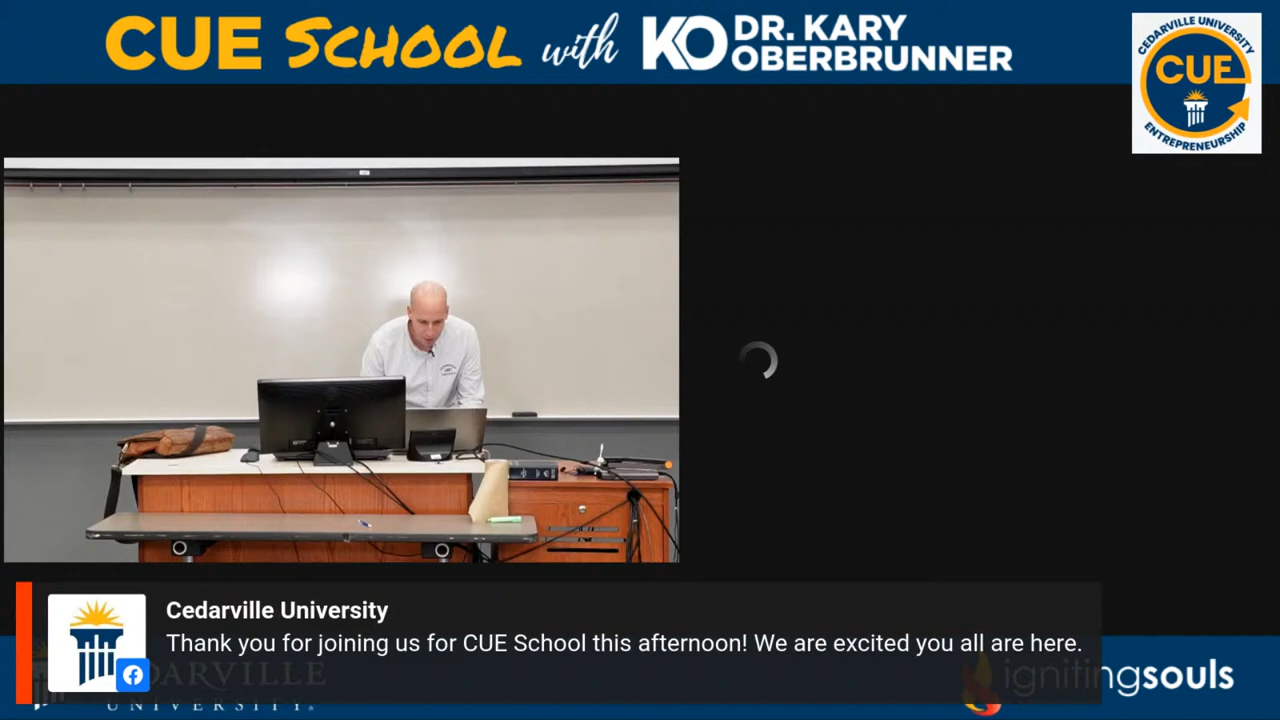 CUE SCHOOL with KO DR. KARY
OBERBRUNNER
CEDARVILLE UNIVERSITY
CUE
ENTREPRENEURSHIP
Cedarville University
Thank you for joining us for CUE School this afternoon! We are excited you all are here.
DARVILLE
UNIVERSITY.
ignitingsouls